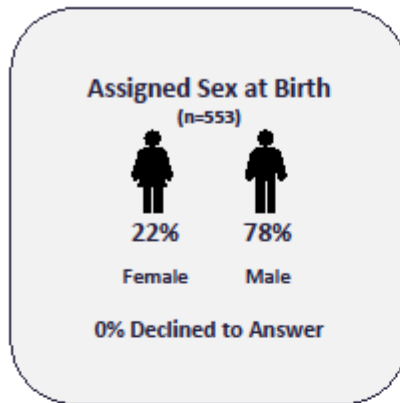 Assigned Sex at Birth
(n=553)
22% 78%
Female Male
0% Declined to Answer